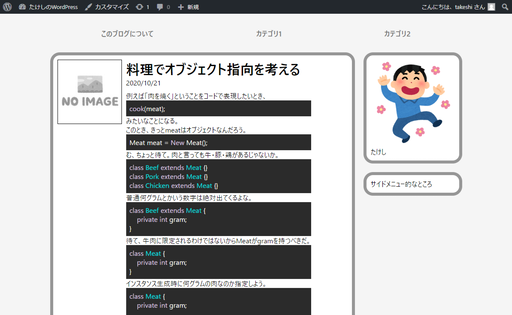 たけしのWordPress カスタマイズ 1 0 新規 こんにちは、takeshi さん
このブログについて カテゴリ1 カテゴリ2
NO IMAGE
料理でオブジェクト指向を考える
2020/10/21
例えば「肉を焼く」ということをコードで表現したいとき、
cook(meat);
みたいなことになる。
このとき、きっとmeatはオブジェクトなんだろう。
Meat meat = New Meat();
む、ちょっと待て。肉と言っても牛・豚・鶏があるじゃないか。
class Beef extends Meat {}
class Pork extends Meat {}
class Chicken extends Meat {}
普通何グラムとかいう数字は絶対出てくるよな。
class Beef extends Meat {
private int gram;
}
待て、牛肉に限定されるわけではないからMeatがgramを持つべきだ。
class Meat {
private int gram;
}
インスタンス生成時に何グラムの肉なのか指定しよう。
class Meat {
private int gram;
たけし
サイドメニュー的なところ